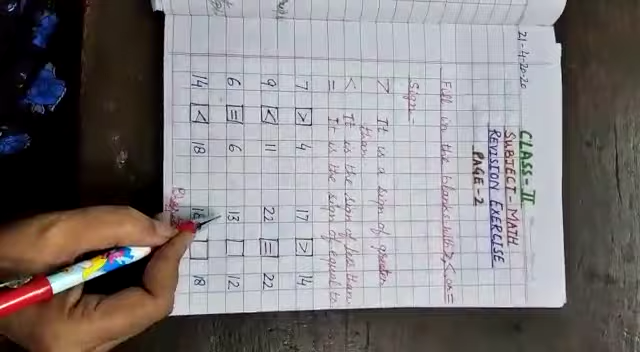 21-4-2020
CLASS-II
SUBJECT-MATH
REVISION EXERCISE
PAGE-2
Fill in the blanks with >,< or =
Sign-
> It is a sign of greater
than
< It is the sign of less than
= It is the sign of equal to
7 > 4 17 > 14
9 < 11 22 = 22
6 = 6 13 12
14 < 18 16 18